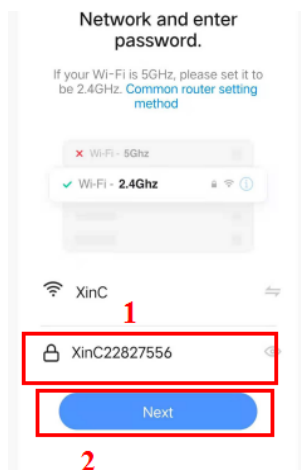 Network and enter
password.
If your Wi-Fi is 5GHz, please set it to
be 2.4GHz. Common router setting
method
Wi-Fi - 5Ghz
Wi-Fi - 2.4Ghz
XinC
1
XinC22827556
Next
2